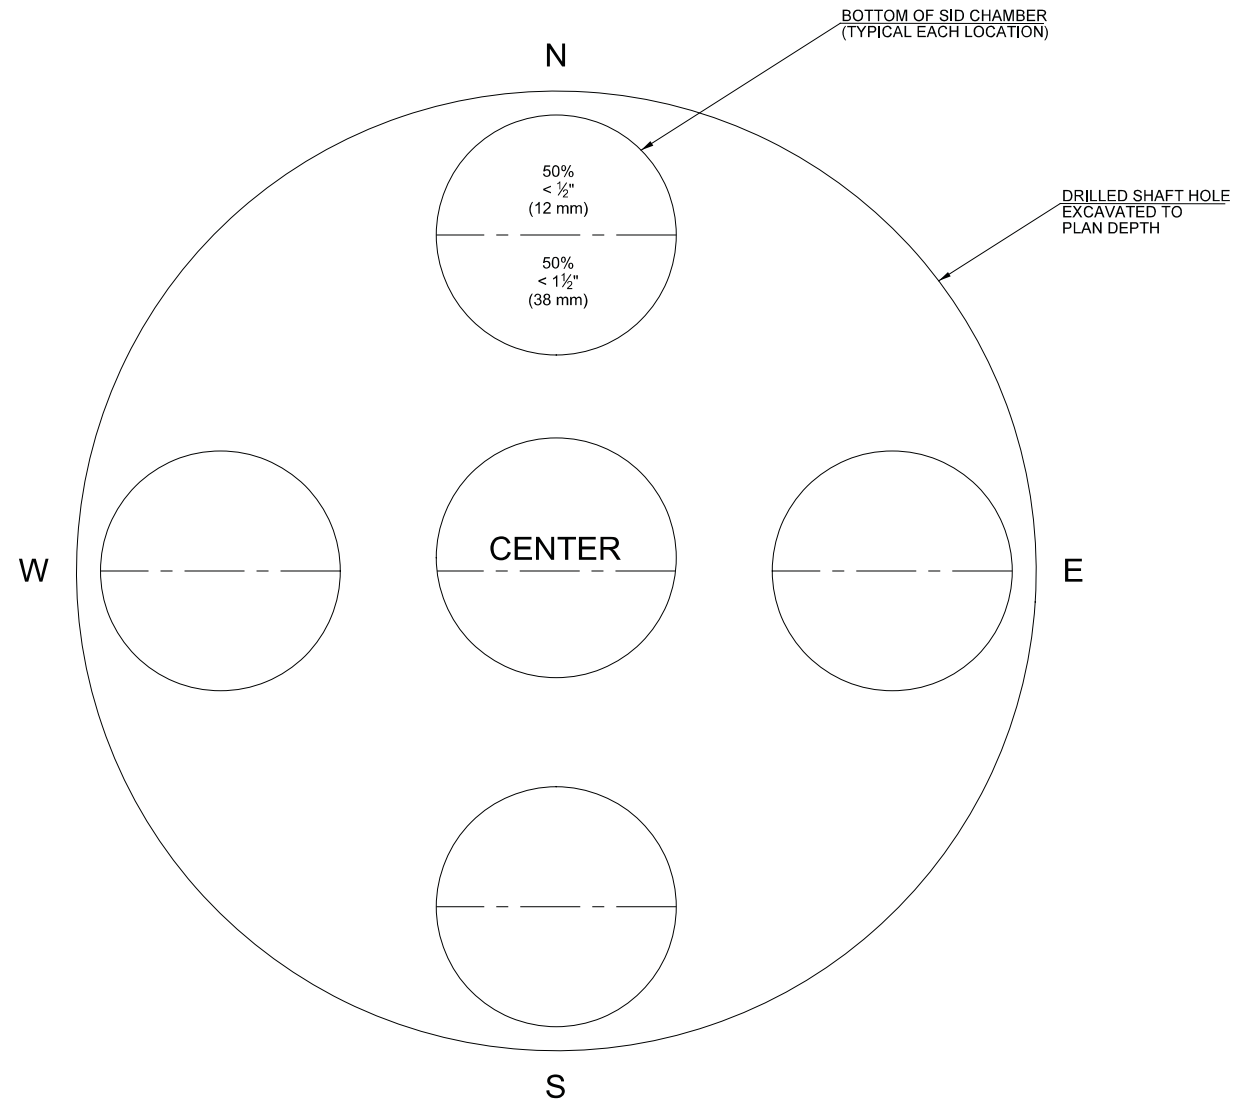 BOTTOM OF SID CHAMBER
(TYPICAL EACH LOCATION)
N
50%
< ½"
(12 mm)
DRILLED SHAFT HOLE
EXCAVATED TO
PLAN DEPTH
50%
< 1½"
(38 mm)
CENTER
W
E
S